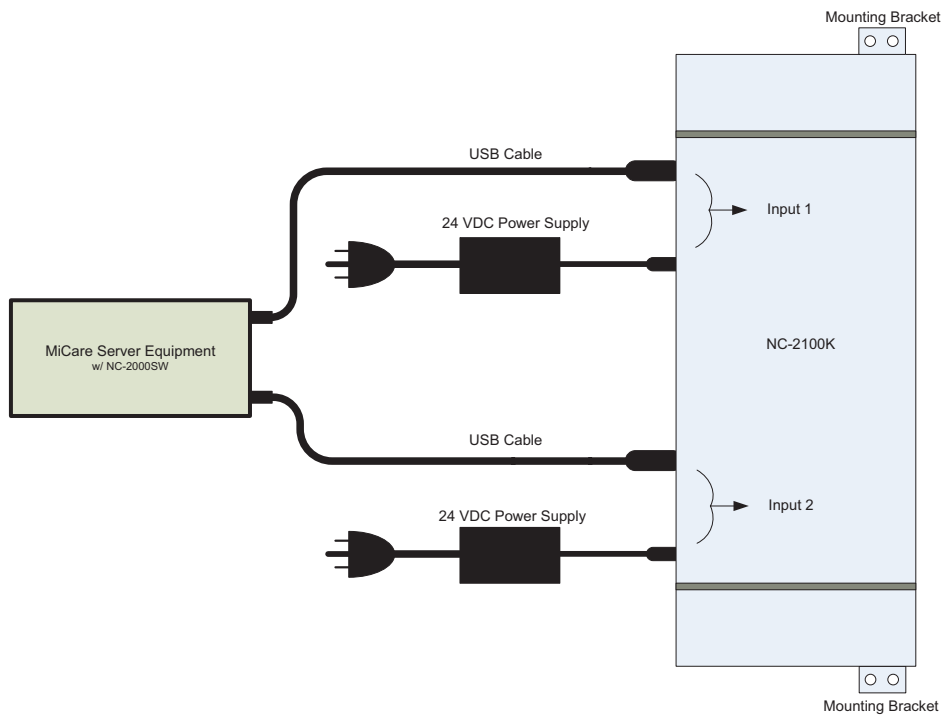 Mounting Bracket
USB Cable
Input 1
24 VDC Power Supply
MiCare Server Equipment
w/ NC-2000SW
NC-2100K
USB Cable
Input 2
24 VDC Power Supply
Mounting Bracket